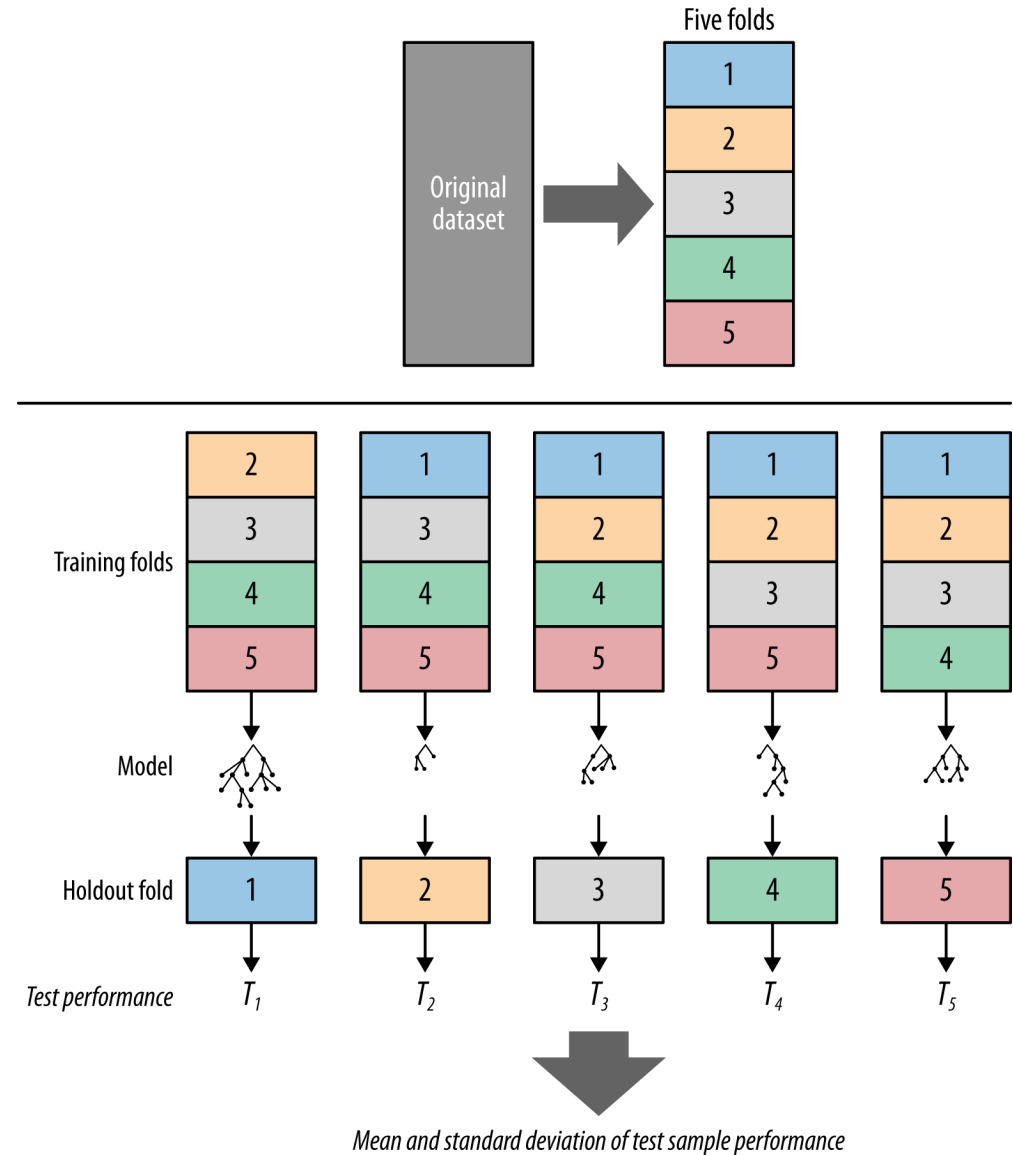 Five folds
1
2
Original
dataset
3
4
5
2 1 1 1 1
3 3 2 2 2
Training folds
4 4 4 3 3
5 5 5 5 4
Model
Holdout fold 1 2 3 4 5
Test performance T1 T2 T3 T4 T5
Mean and standard deviation of test sample performance